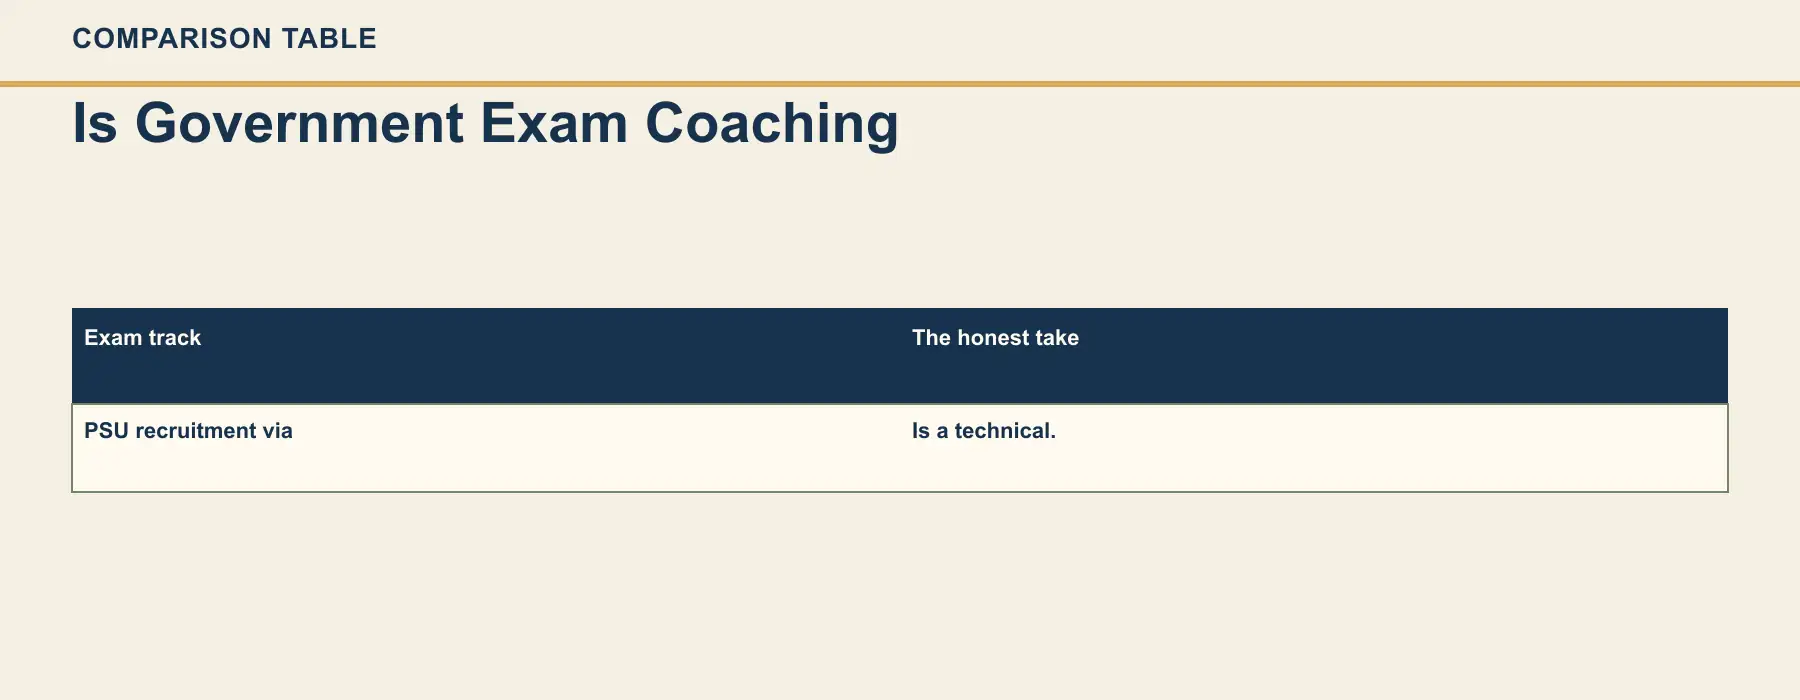 COMPARISON TABLE
Is Government Exam Coaching
Exam track The honest take
PSU recruitment via Is a technical.